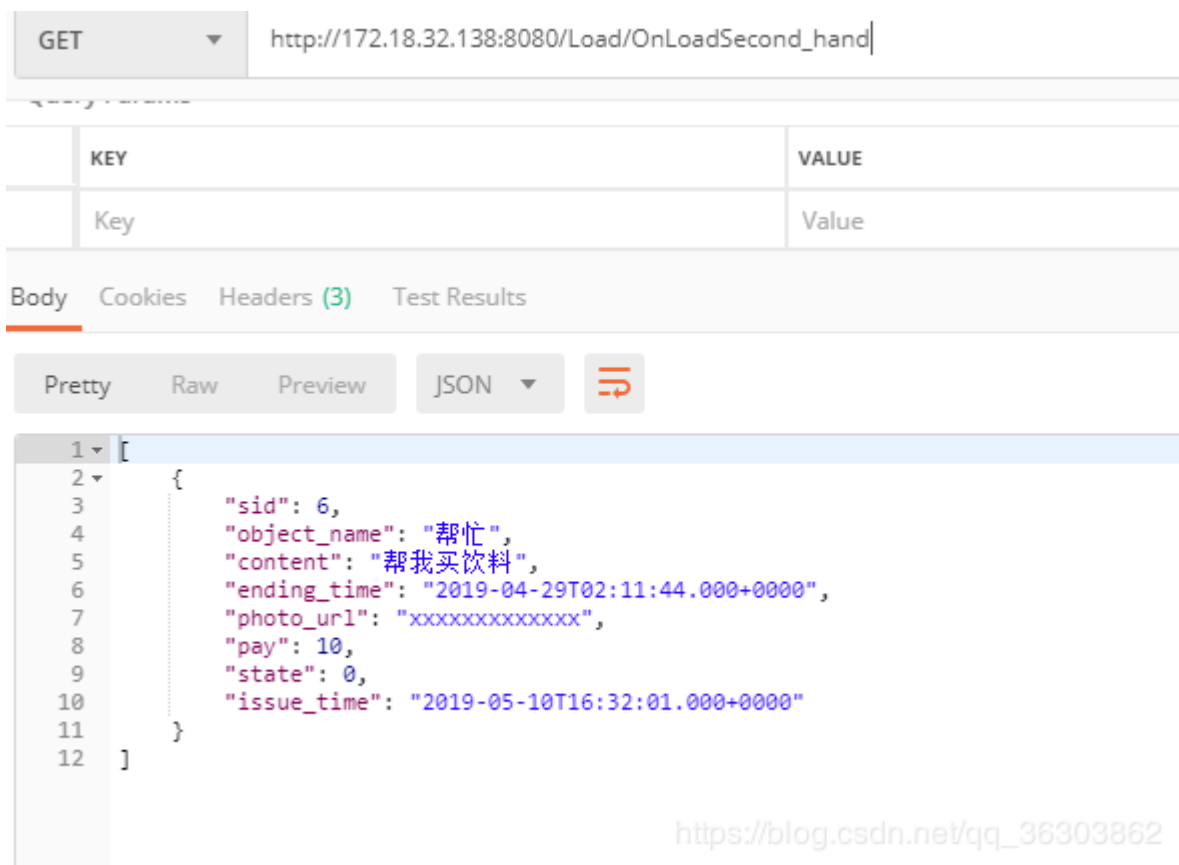 GET http://172.18.32.138:8080/Load/OnLoadSecond_hand
KEY VALUE
Key Value
Body Cookies Headers (3) Test Results
Pretty Raw Preview JSON
1 [
2 {
3 "sid": 6,
4 "object_name": "帮忙",
5 "content": "帮我买饮料",
6 "ending_time": "2019-04-29T02:11:44.000+0000",
7 "photo_url": "xxxxxxxxxxxxx",
8 "pay": 10,
9 "state": 0,
10 "issue_time": "2019-05-10T16:32:01.000+0000"
11 }
12 ]
https://blog.csdn.net/qq_36303862